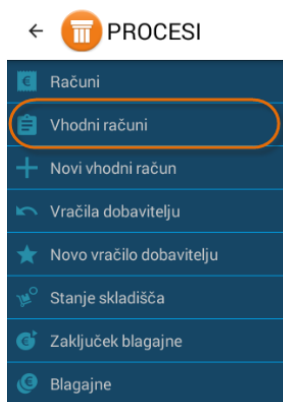 PROCESI
Računi
Vhodni računi
Novi vhodni račun
Vračila dobavitelju
Novo vračilo dobavitelju
Stanje skladišča
Zaključek blagajne
Blagajne